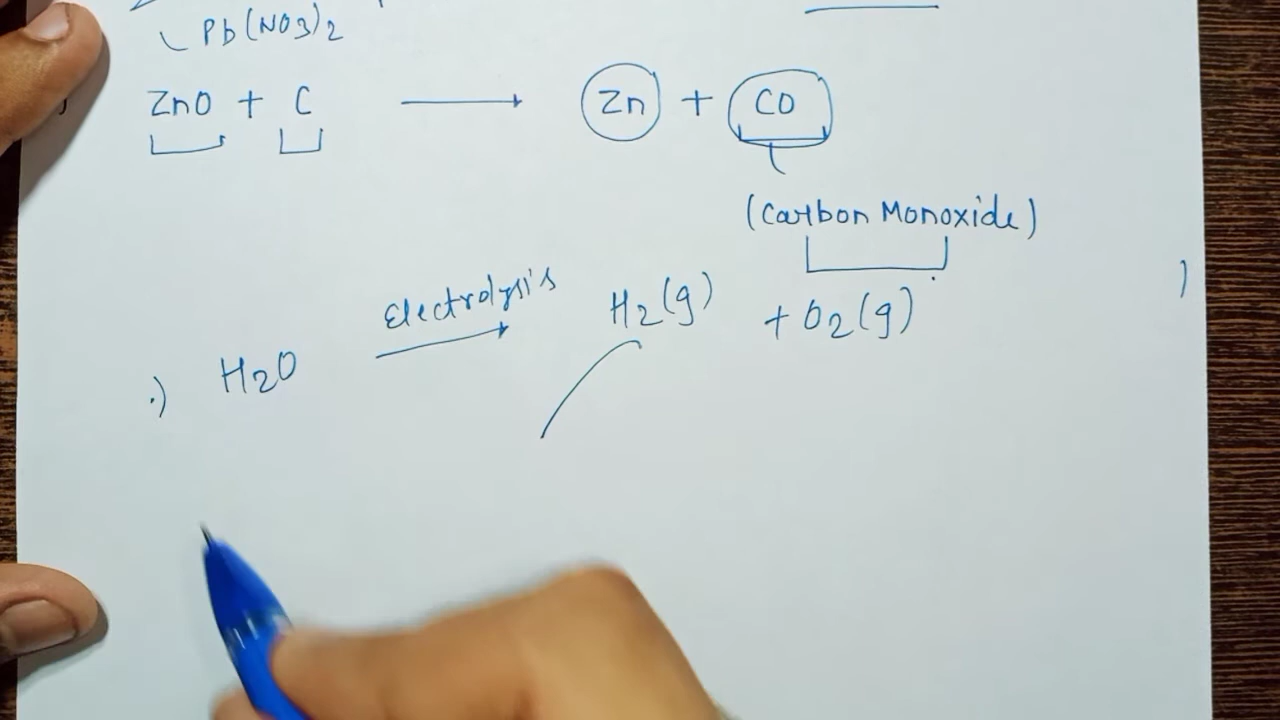 Pb(NO3)2
ZnO + C → Zn + CO
(Carbon Monoxide)
.) H2O Electrolysis → H2(g) + O2(g)